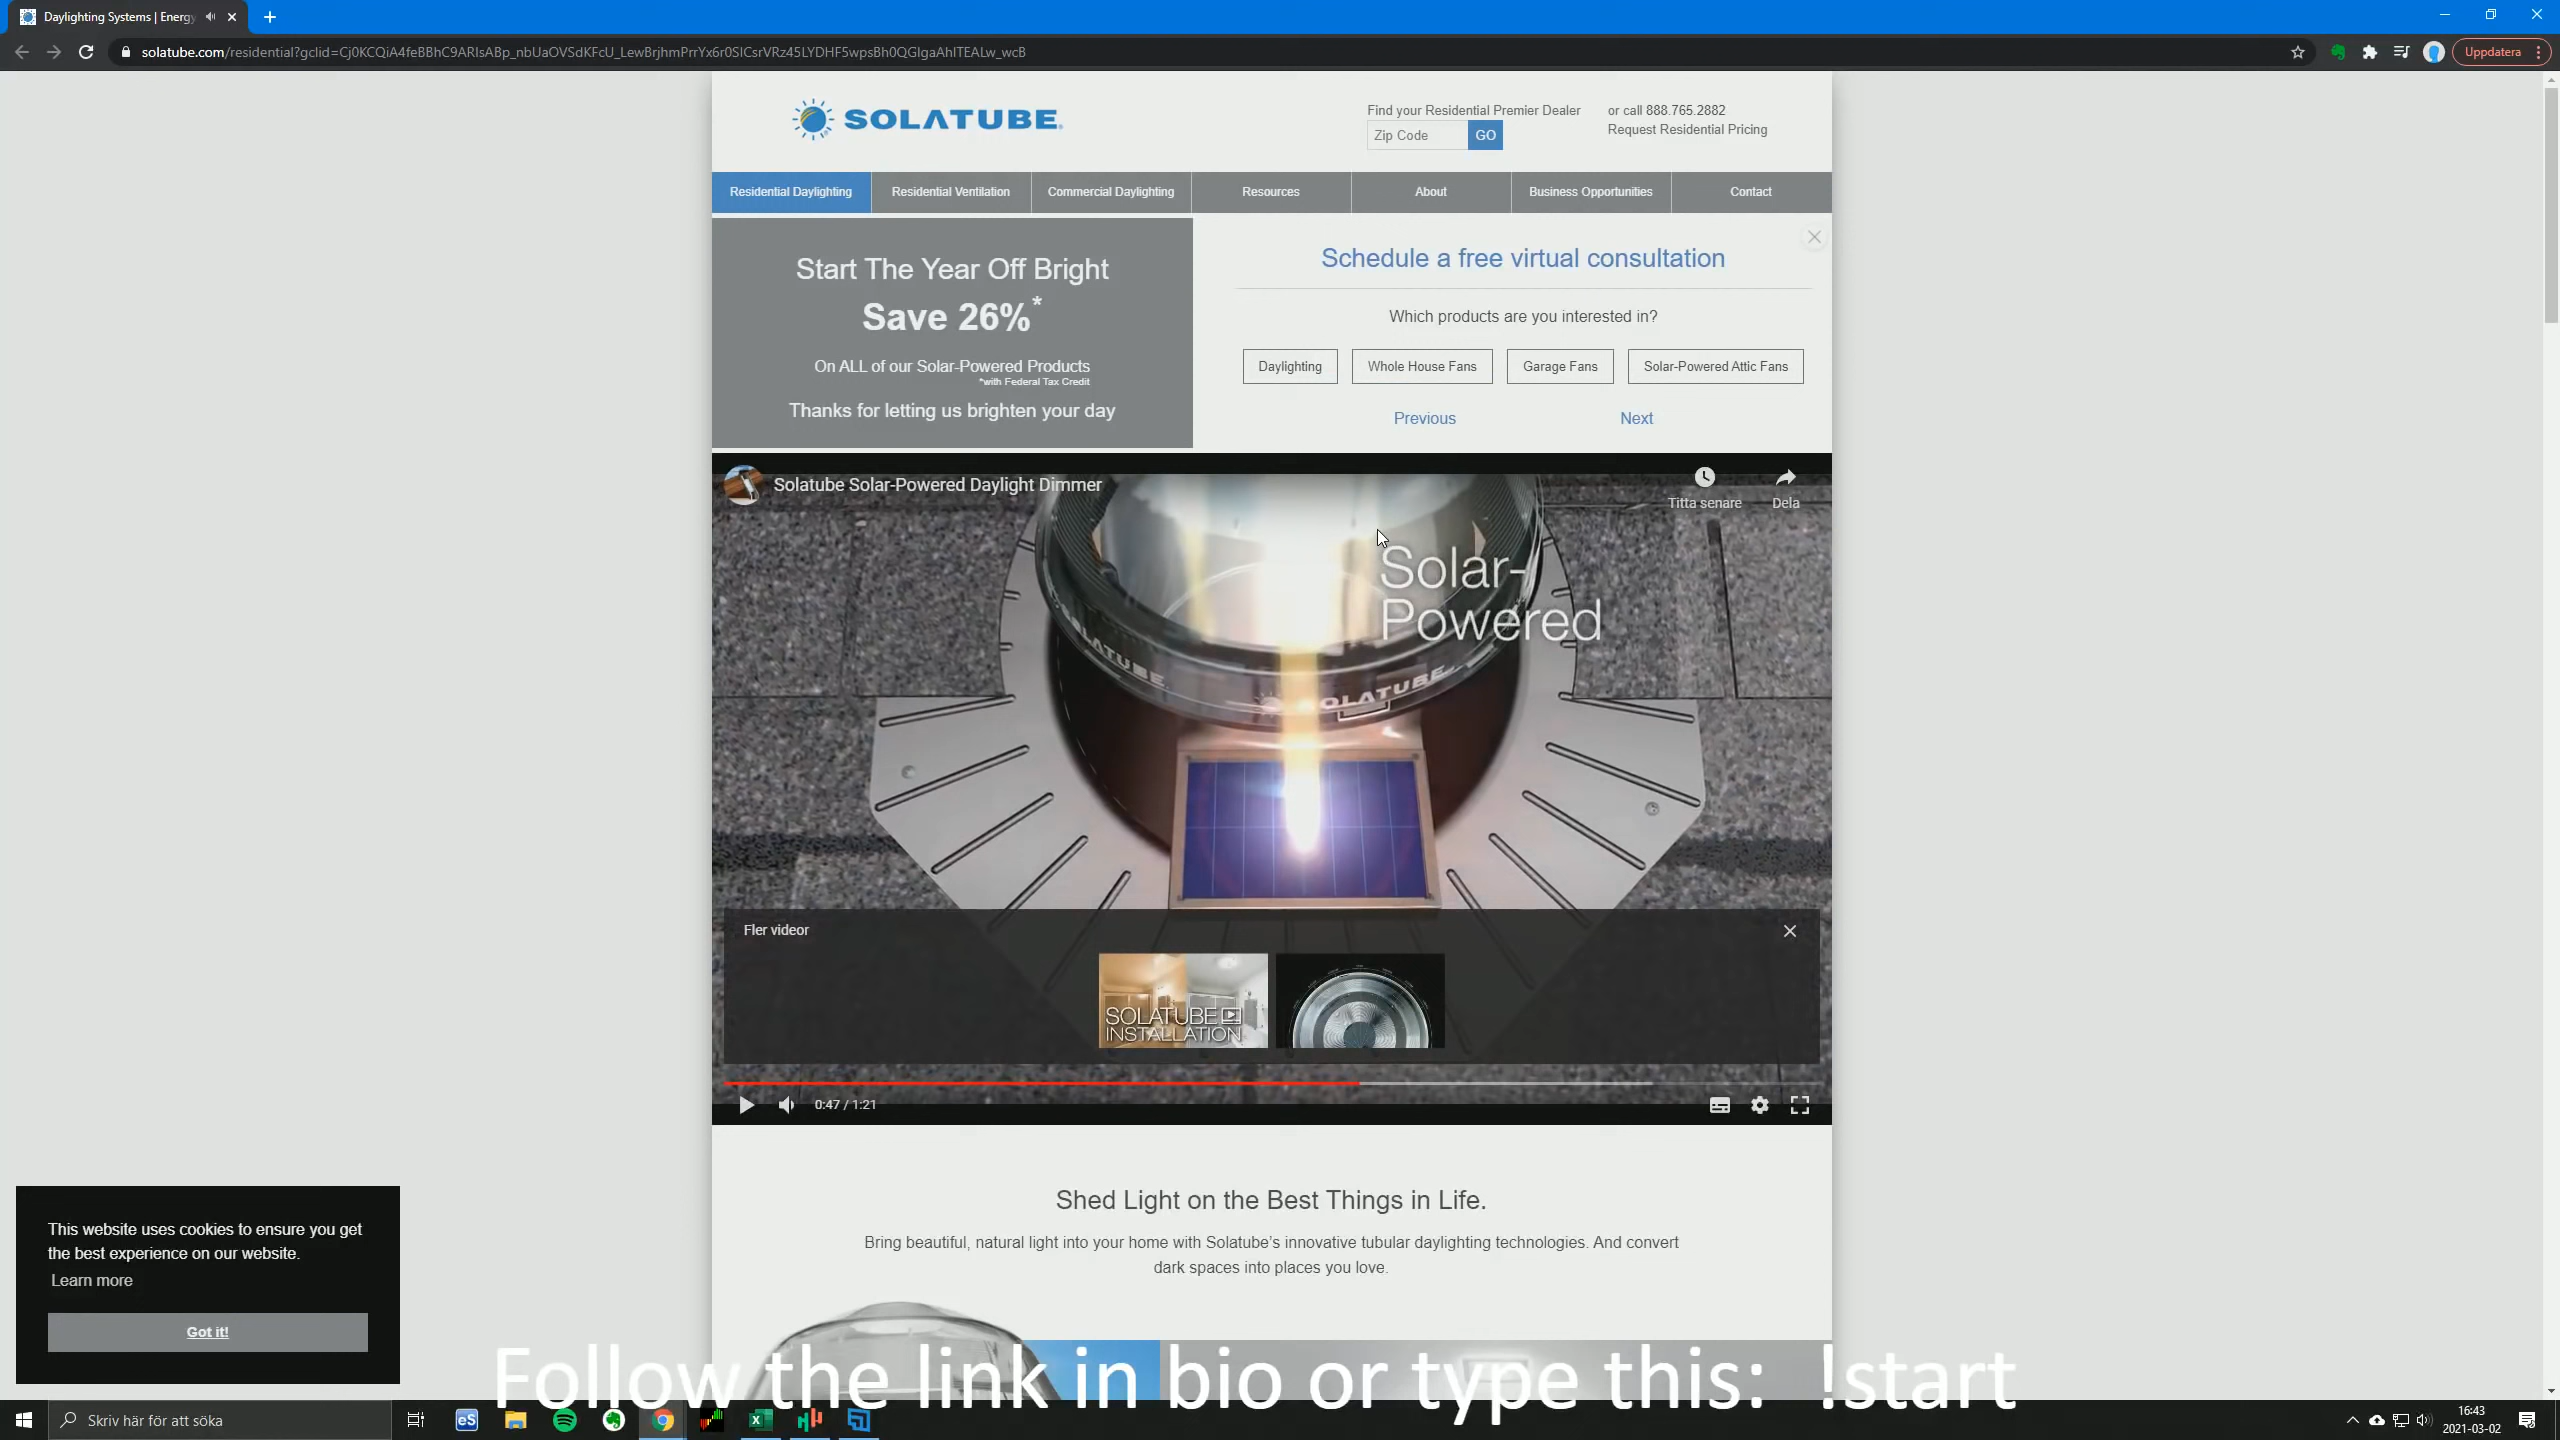 Daylighting Systems | Energy
solatube.com/residential?gclid=Cj0KCQiA4feBBhC9ARIsABp_nbUaOVSdKFcU_LewBrjhmPrrYx6r0SlCsrVRz45LYDHF5wpsBh0QGlgaAhlTEALw_wcB
Uppdatera
SOLATUBE
Find your Residential Premier Dealer
Zip Code
GO
or call 888.765.2882
Request Residential Pricing
Residential Daylighting
Residential Ventilation
Commercial Daylighting
Resources
About
Business Opportunities
Contact
Start The Year Off Bright
Save 26%*
On ALL of our Solar-Powered Products
*with Federal Tax Credit
Thanks for letting us brighten your day
Schedule a free virtual consultation
Which products are you interested in?
Daylighting
Whole House Fans
Garage Fans
Solar-Powered Attic Fans
Previous
Next
Solatube Solar-Powered Daylight Dimmer
Titta senare
Dela
Solar-
Powered
SOLATUBE
Fler videor
SOLATUBE
INSTALLATION
0:47 / 1:21
Shed Light on the Best Things in Life.
Bring beautiful, natural light into your home with Solatube's innovative tubular daylighting technologies. And convert
dark spaces into places you love.
This website uses cookies to ensure you get
the best experience on our website.
Learn more
Got it!
Follow the link in bio or type this: !start
Skriv här för att söka
eS
16:43
2021-03-02